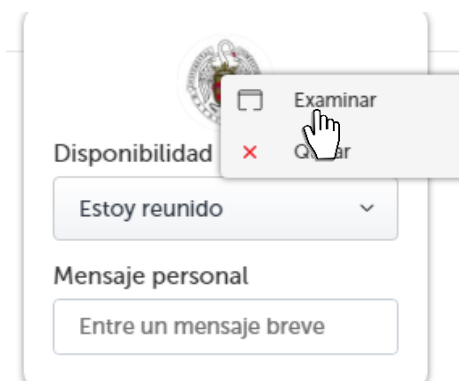 Examinar
Disponibilidad
Estoy reunido
Mensaje personal
Entre un mensaje breve